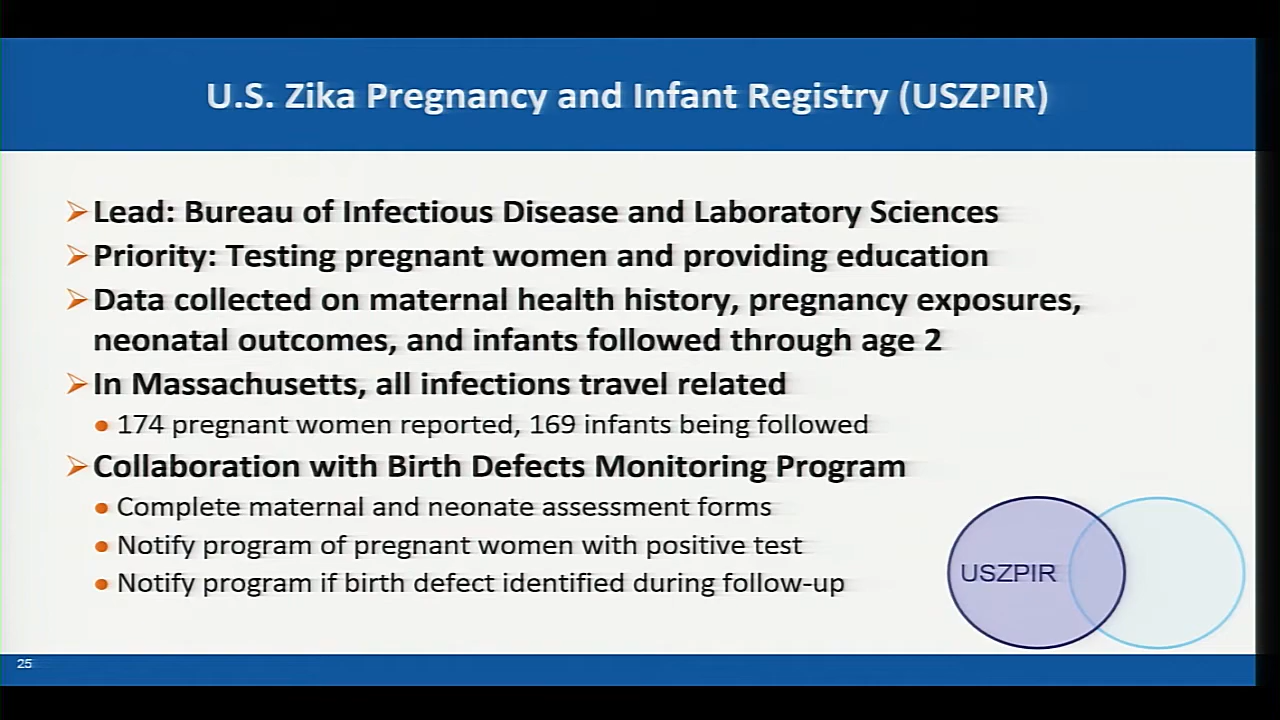 U.S. Zika Pregnancy and Infant Registry (USZPIR)
Lead: Bureau of Infectious Disease and Laboratory Sciences
Priority: Testing pregnant women and providing education
Data collected on maternal health history, pregnancy exposures,
neonatal outcomes, and infants followed through age 2
In Massachusetts, all infections travel related
174 pregnant women reported, 169 infants being followed
Collaboration with Birth Defects Monitoring Program
Complete maternal and neonate assessment forms
Notify program of pregnant women with positive test
Notify program if birth defect identified during follow-up
USZPIR
25